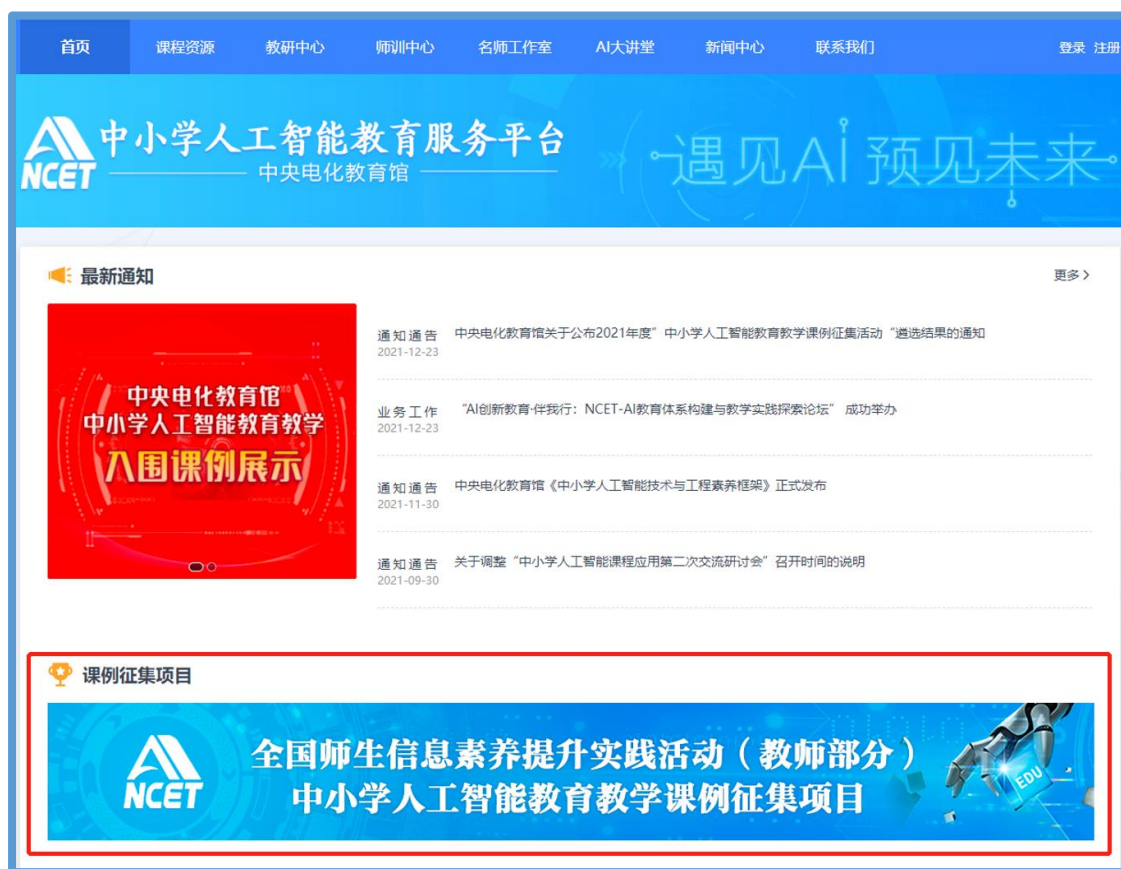 首页 课程资源 教研中心 师训中心 名师工作室 AI大讲堂 新闻中心 联系我们 登录 注册
NCET
中小学人工智能教育服务平台
中央电化教育馆
遇见AI 预见未来
最新通知 更多
中央电化教育馆
中小学人工智能教育教学
入围课例展示
通知通告 中央电化教育馆关于公布2021年度”中小学人工智能教育教学课例征集活动“遴选结果的通知
2021-12-23
业务工作 “AI创新教育·伴我行：NCET-AI教育体系构建与教学实践探索论坛” 成功举办
2021-12-23
通知通告 中央电化教育馆《中小学人工智能技术与工程素养框架》正式发布
2021-11-30
通知通告 关于调整“中小学人工智能课程应用第二次交流研讨会”召开时间的说明
2021-09-30
课例征集项目
NCET
全国师生信息素养提升实践活动（教师部分）
中小学人工智能教育教学课例征集项目
EDU